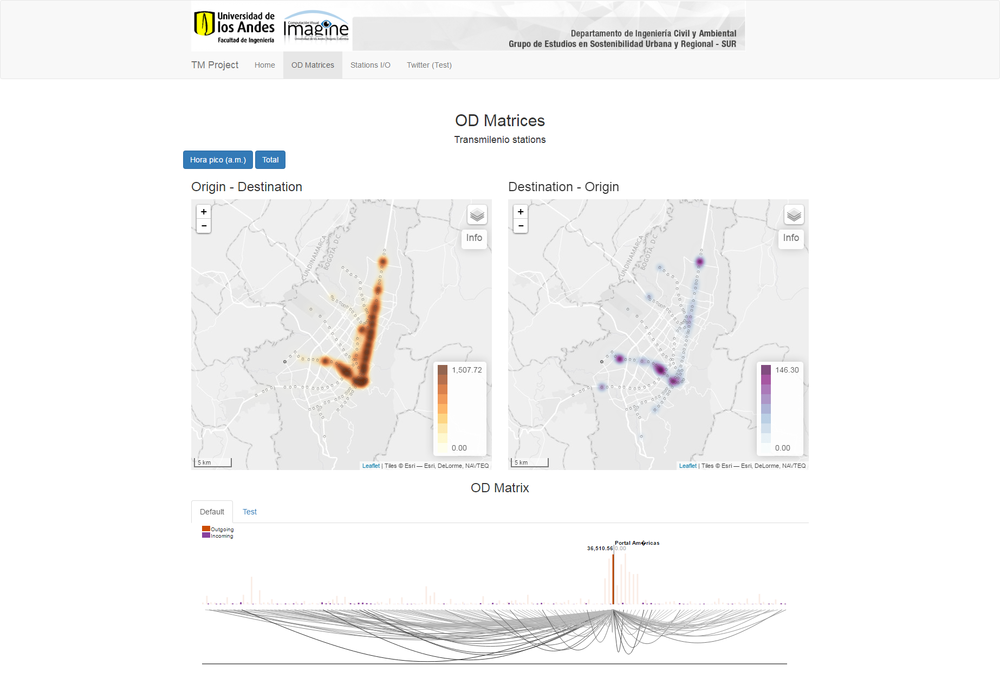 Universidad de
los Andes
Facultad de Ingeniería
Computación Visual
Imagine
Universidad de los Andes | Bogotá, Colombia
Departamento de Ingeniería Civil y Ambiental
Grupo de Estudios en Sostenibilidad Urbana y Regional - SUR
TM Project Home OD Matrices Stations I/O Twitter (Test)
OD Matrices
Transmilenio stations
Hora pico (a.m.) Total
Origin - Destination
+
−
Info
CUNDINAMARCA
BOGOTÁ, D.C.
1,507.72
0.00
5 km
Leaflet | Tiles © Esri — Esri, DeLorme, NAVTEQ
Destination - Origin
+
−
Info
CUNDINAMARCA
BOGOTÁ, D.C.
146.30
0.00
5 km
Leaflet | Tiles © Esri — Esri, DeLorme, NAVTEQ
OD Matrix
Default Test
Outgoing
Incoming
Portal Am�ricas
36,510.56 0.00